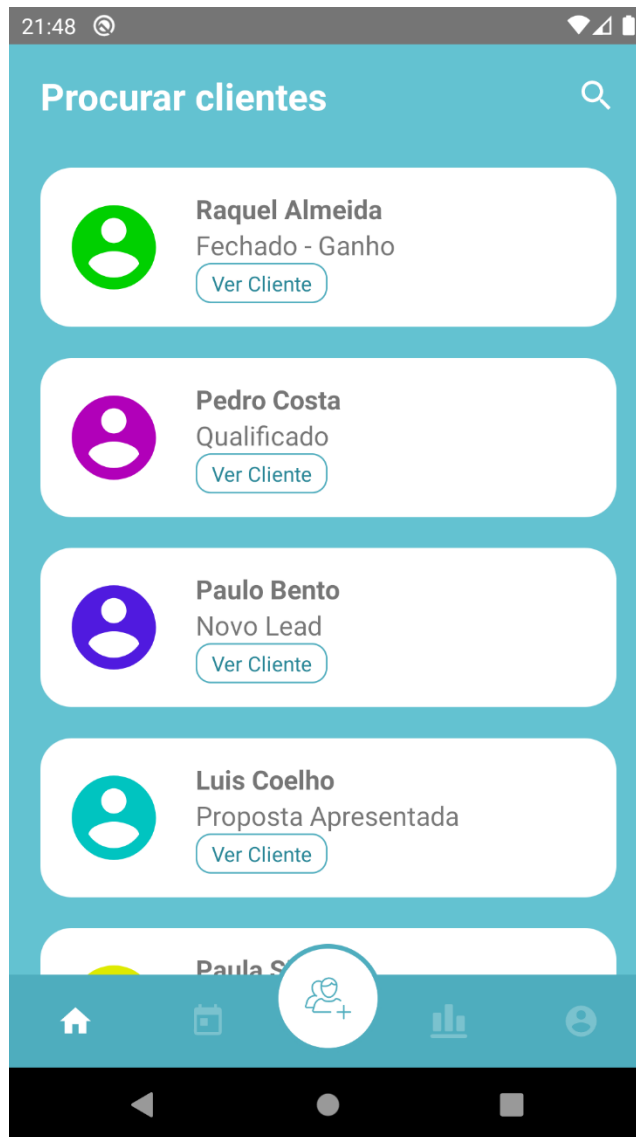 21:48
Procurar clientes
Raquel Almeida
Fechado - Ganho
Ver Cliente
Pedro Costa
Qualificado
Ver Cliente
Paulo Bento
Novo Lead
Ver Cliente
Luis Coelho
Proposta Apresentada
Ver Cliente
Paula